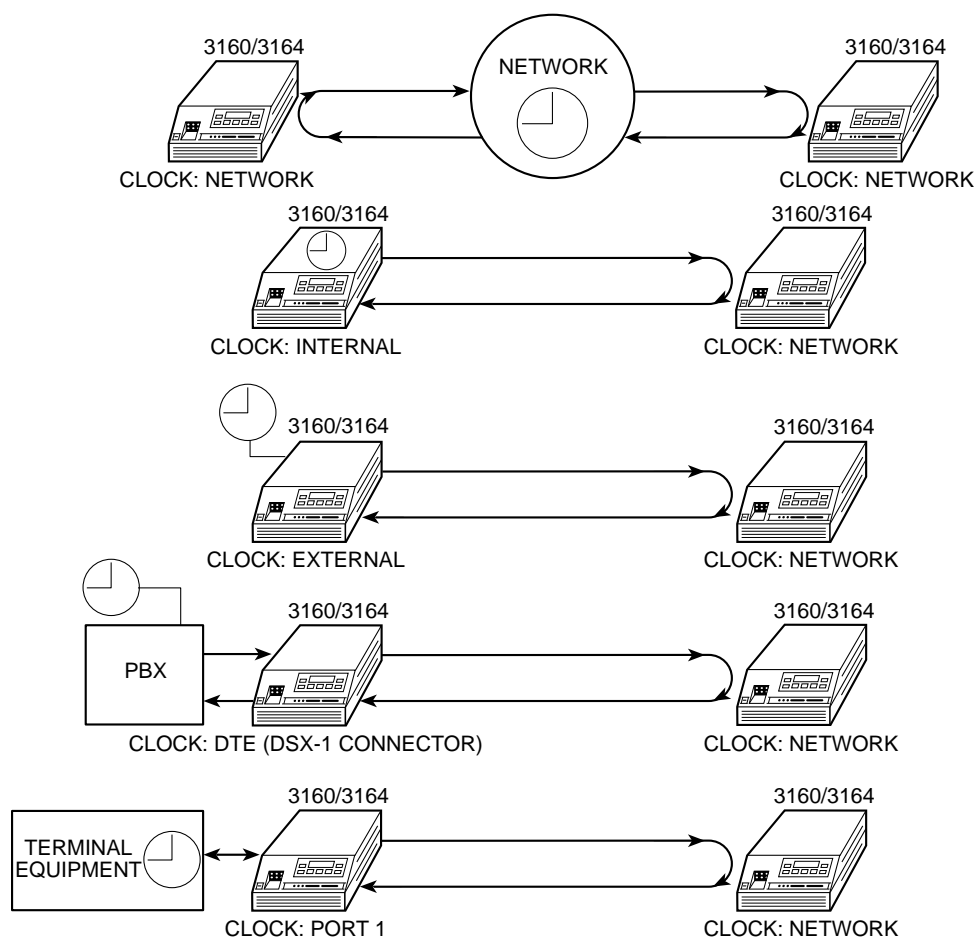 3160/3164
NETWORK
3160/3164
CLOCK: NETWORK
CLOCK: NETWORK
3160/3164
3160/3164
CLOCK: INTERNAL
CLOCK: NETWORK
3160/3164
3160/3164
CLOCK: EXTERNAL
CLOCK: NETWORK
3160/3164
3160/3164
PBX
CLOCK: DTE (DSX-1 CONNECTOR)
CLOCK: NETWORK
3160/3164
3160/3164
TERMINAL
EQUIPMENT
CLOCK: PORT 1
CLOCK: NETWORK